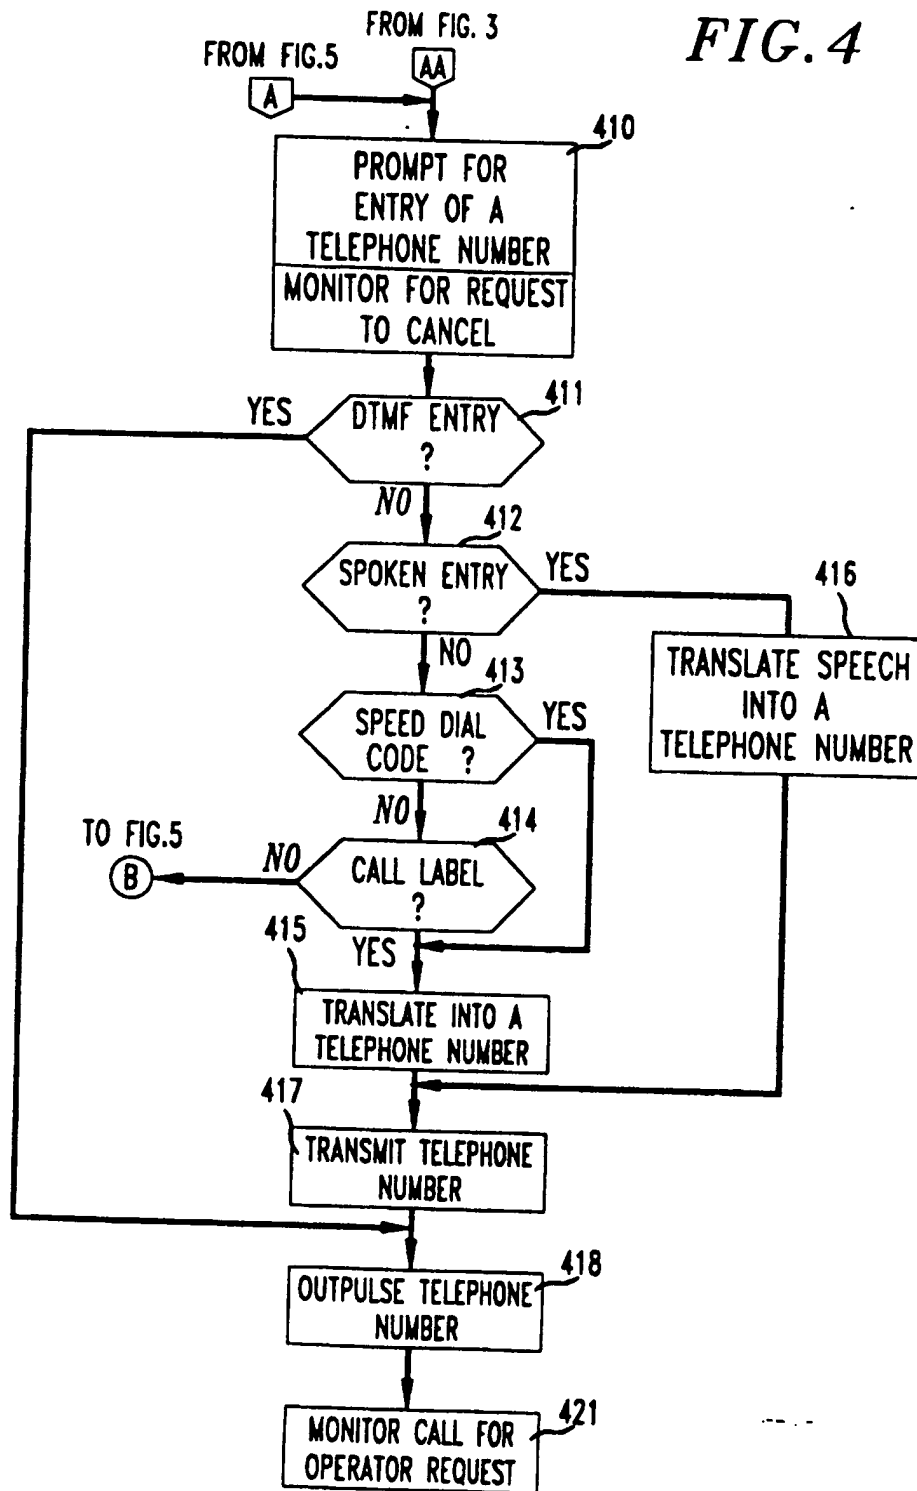 FIG. 4
FROM FIG. 3
FROM FIG.5
AA
A
410
PROMPT FOR
ENTRY OF A
TELEPHONE NUMBER
MONITOR FOR REQUEST
TO CANCEL
411
YES
DTMF ENTRY
?
NO
412
SPOKEN ENTRY
?
YES
416
TRANSLATE SPEECH
INTO A
TELEPHONE NUMBER
NO
413
SPEED DIAL
CODE ?
YES
NO
414
TO FIG.5
B
NO
CALL LABEL
?
YES
415
TRANSLATE INTO A
TELEPHONE NUMBER
417
TRANSMIT TELEPHONE
NUMBER
418
OUTPULSE TELEPHONE
NUMBER
421
MONITOR CALL FOR
OPERATOR REQUEST